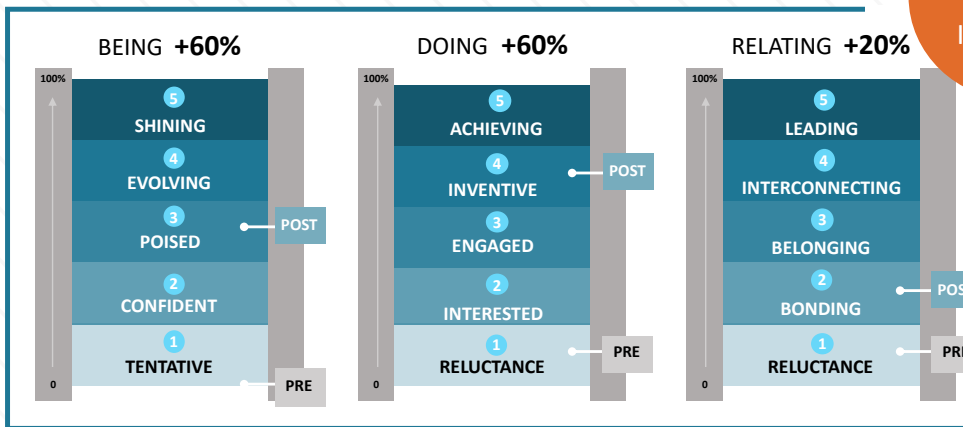 BEING +60%
100%
5
SHINING
4
EVOLVING
3
POISED
POST
2
CONFIDENT
1
TENTATIVE
PRE
0
DOING +60%
100%
5
ACHIEVING
4
INVENTIVE
POST
3
ENGAGED
2
INTERESTED
1
RELUCTANCE
PRE
0
RELATING +20%
100%
5
LEADING
4
INTERCONNECTING
3
BELONGING
2
BONDING
POS
1
RELUCTANCE
PRE
0